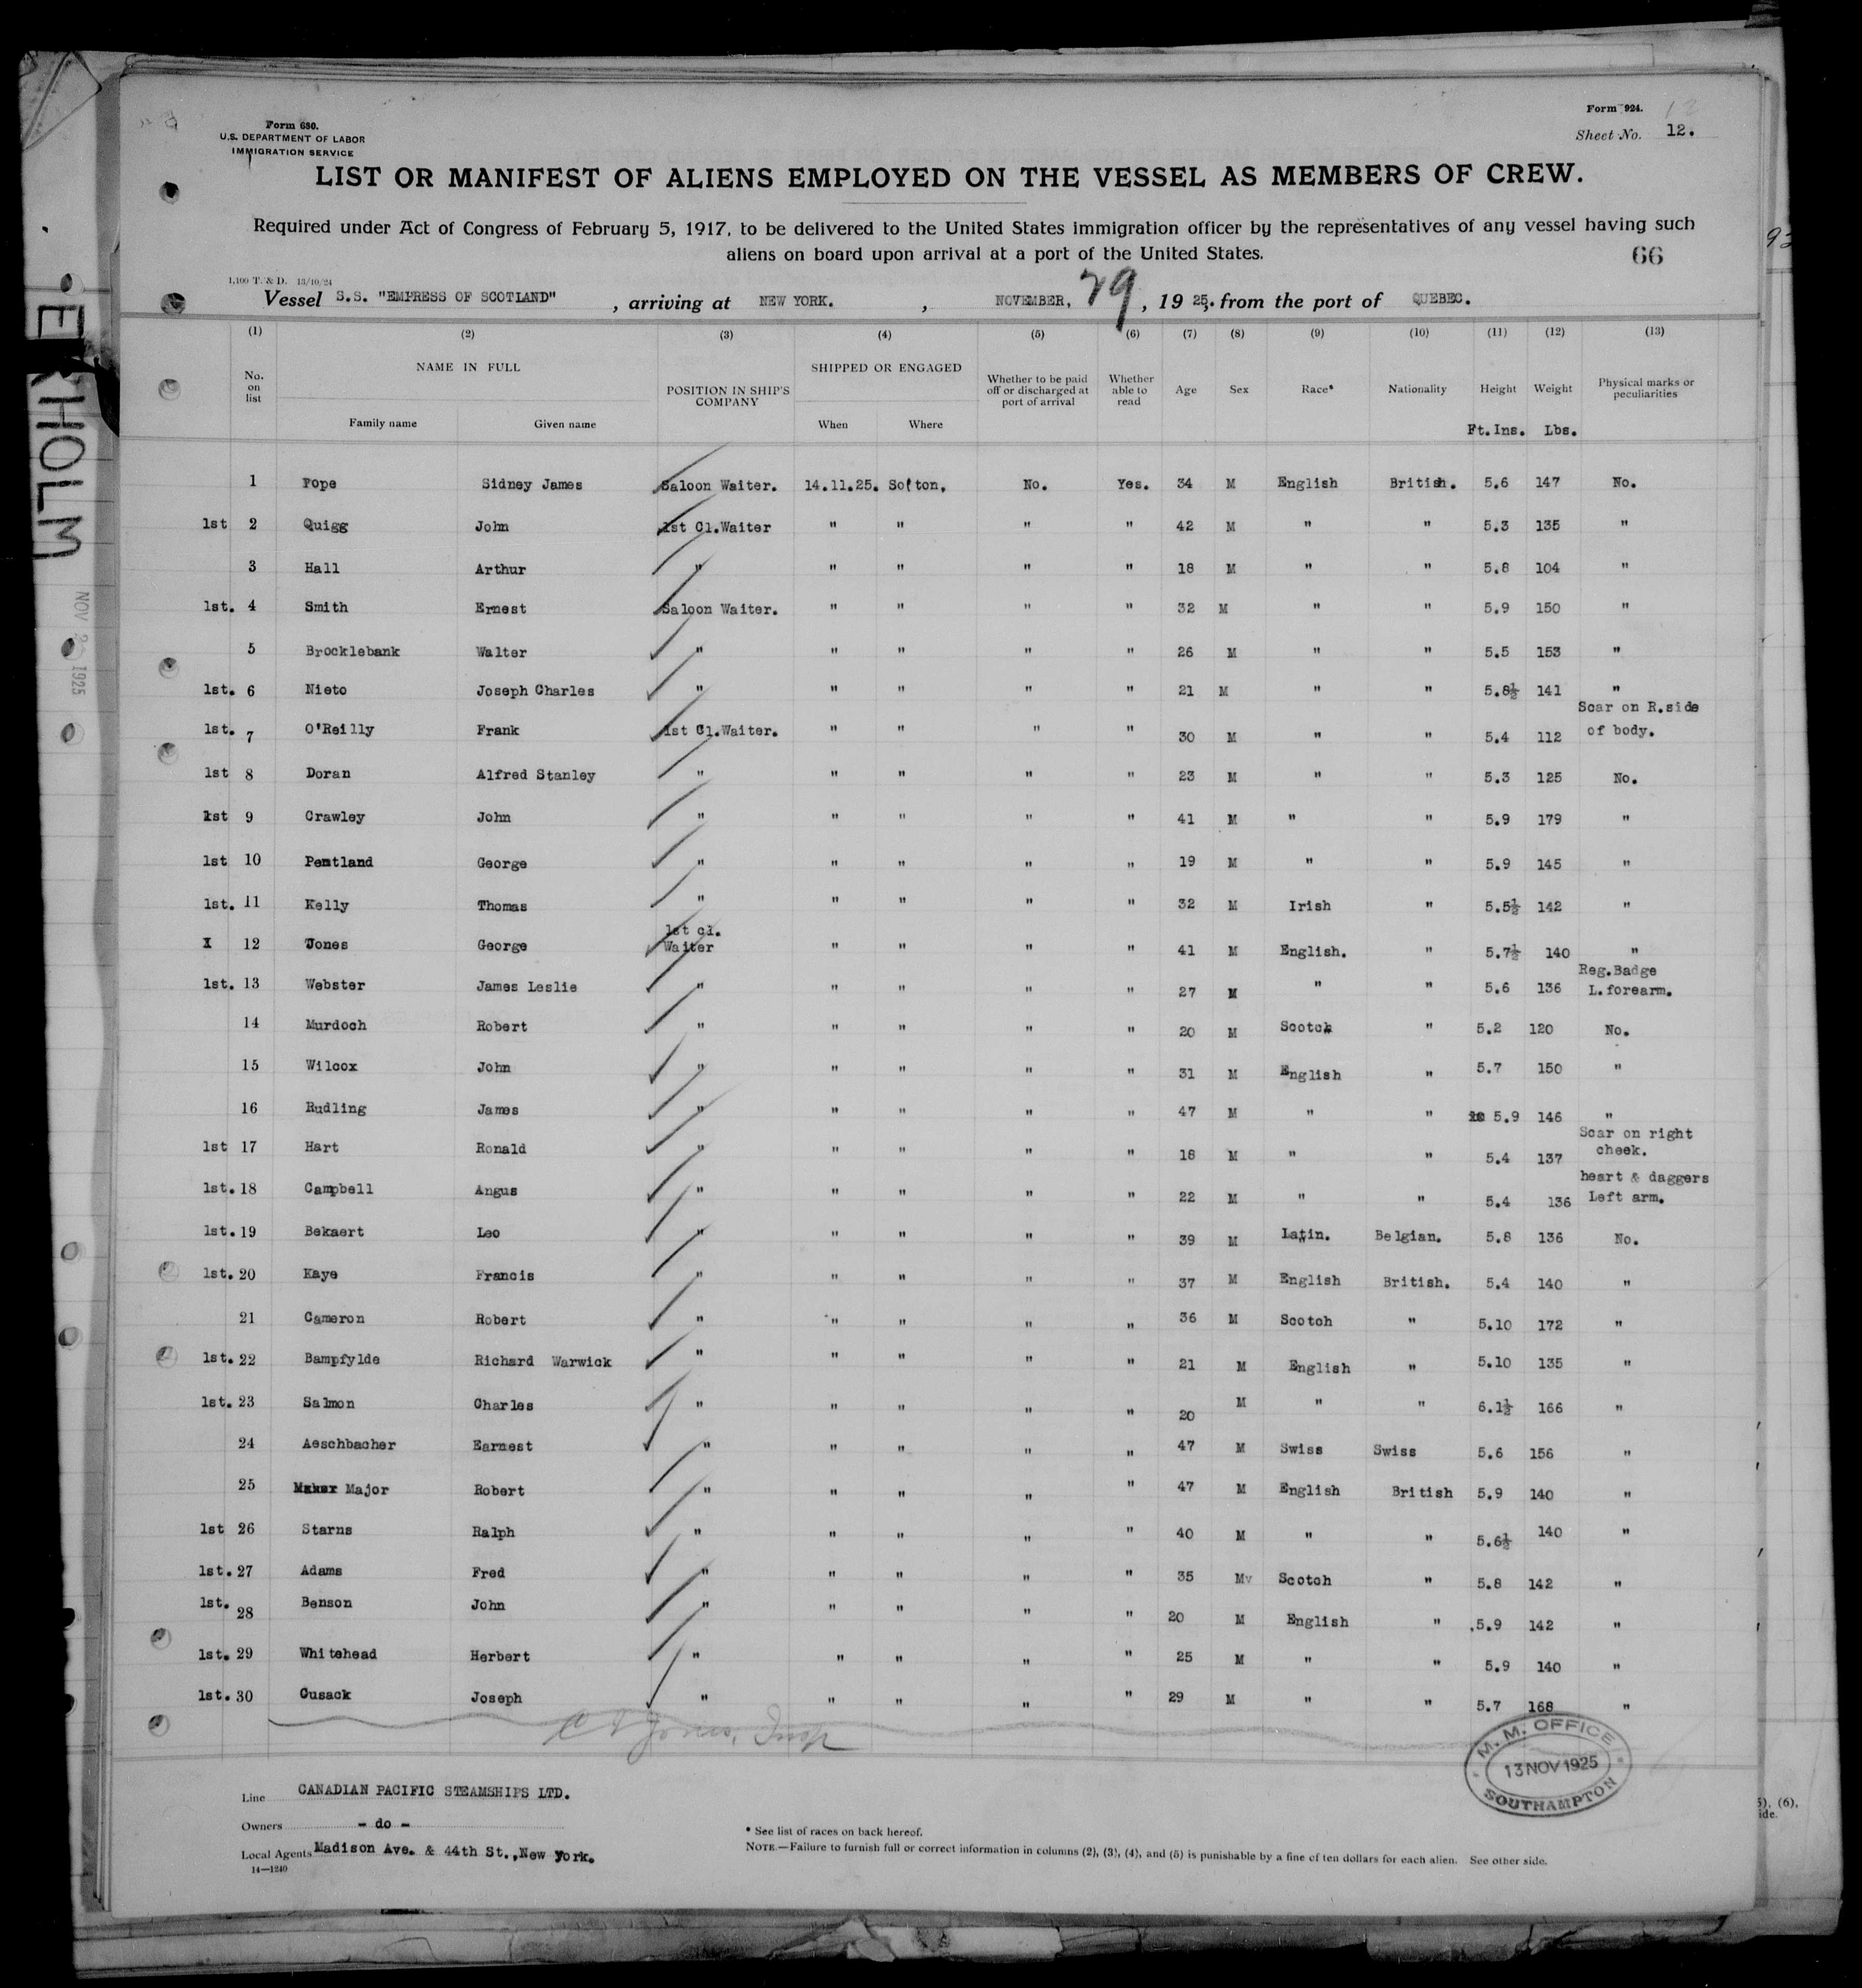 Form 680.
U.S. DEPARTMENT OF LABOR
IMMIGRATION SERVICE
Form 924.
Sheet No. 12.
LIST OR MANIFEST OF ALIENS EMPLOYED ON THE VESSEL AS MEMBERS OF CREW.
Required under Act of Congress of February 5, 1917, to be delivered to the United States immigration officer by the representatives of any vessel having such
aliens on board upon arrival at a port of the United States.
66
1,100 T. & D. 13/10/24
Vessel S.S. "EMPRESS OF SCOTLAND" , arriving at NEW YORK. , NOVEMBER, 29, 1925. from the port of QUEBEC.
(1) (2) (3) (4) (5) (6) (7) (8) (9) (10) (11) (12) (13)
No. on list NAME IN FULL Family name Given name POSITION IN SHIP'S COMPANY SHIPPED OR ENGAGED When Where Whether to be paid off or discharged at port of arrival Whether able to read Age Sex Race* Nationality Height Ft.Ins. Weight Lbs. Physical marks or peculiarities
1 Pope Sidney James Saloon Waiter. 14.11.25. So'ton, No. Yes. 34 M English British. 5.6 147 No.
1st 2 Quigg John 1st Cl.Waiter " " " " 42 M " " 5.3 135 "
3 Hall Arthur " " " " " 18 M " " 5.8 104 "
1st. 4 Smith Ernest Saloon Waiter. " " " " 32 M " " 5.9 150 "
5 Brocklebank Walter " " " " " 26 M " " 5.5 153 "
1st. 6 Nieto Joseph Charles " " " " " 21 M " " 5.8½ 141 "
1st. 7 O'Reilly Frank 1st Cl.Waiter. " " " " 30 M " " 5.4 112 Scar on R.side of body.
1st 8 Doran Alfred Stanley " " " " " 23 M " " 5.3 125 No.
1st 9 Crawley John " " " " " 41 M " " 5.9 179 "
1st 10 Pentland George " " " " " 19 M " " 5.9 145 "
1st. 11 Kelly Thomas " " " " " 32 M Irish " 5.5½ 142 "
X 12 Jones George 1st cl. Waiter " " " " 41 M English. " 5.7½ 140 "
1st. 13 Webster James Leslie " " " " " 27 M " " 5.6 136 Reg.Badge L.forearm.
14 Murdoch Robert " " " " " 20 M Scotch " 5.2 120 No.
15 Wilcox John " " " " " 31 M English " 5.7 150 "
16 Rudling James " " " " " 47 M " " 5.9 146 "
1st 17 Hart Ronald " " " " " 18 M " " 5.4 137 Scar on right cheek.
1st. 18 Campbell Angus " " " " " 22 M " " 5.4 136 heart & daggers Left arm.
1st. 19 Bekaert Leo " " " " " 39 M Latin. Belgian. 5.8 136 No.
1st. 20 Kaye Francis " " " " " 37 M English British. 5.4 140 "
21 Cameron Robert " " " " " 36 M Scotch " 5.10 172 "
1st. 22 Bampfylde Richard Warwick " " " " " 21 M English " 5.10 135 "
1st. 23 Salmon Charles " " " " " 20 M " " 6.1½ 166 "
24 Aeschbacher Earnest " " " " " 47 M Swiss Swiss 5.6 156 "
25 Major Robert " " " " " 47 M English British 5.9 140 "
1st 26 Starns Ralph " " " " " 40 M " " 5.6½ 140 "
1st. 27 Adams Fred " " " " " 35 M Scotch " 5.8 142 "
1st. 28 Benson John " " " " " 20 M English " 5.9 142 "
1st. 29 Whitehead Herbert " " " " " 25 M " " 5.9 140 "
1st. 30 Cusack Joseph " " " " " 29 M " " 5.7 168 "
Jones, Insp
M. M. OFFICE
13 NOV 1925
SOUTHAMPTON
Line CANADIAN PACIFIC STEAMSHIPS LTD.
Owners - do -
Local Agents Madison Ave. & 44th St., New York.
14—1240
* See list of races on back hereof.
NOTE.—Failure to furnish full or correct information in columns (2), (3), (4), and (5) is punishable by a fine of ten dollars for each alien. See other side.